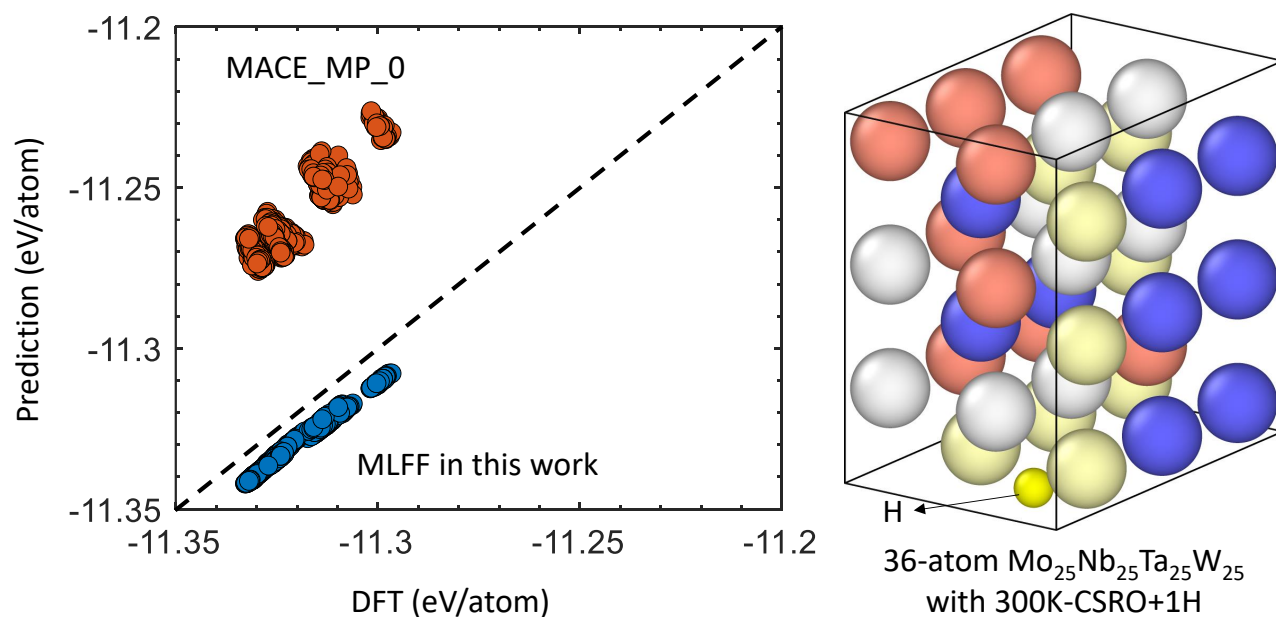 -11.2
MACE_MP_0
-11.25
Prediction (eV/atom)
-11.3
MLFF in this work
-11.35
-11.35
-11.3
-11.25
-11.2
DFT (eV/atom)
H
36-atom Mo₂₅Nb₂₅Ta₂₅W₂₅
with 300K-CSRO+1H